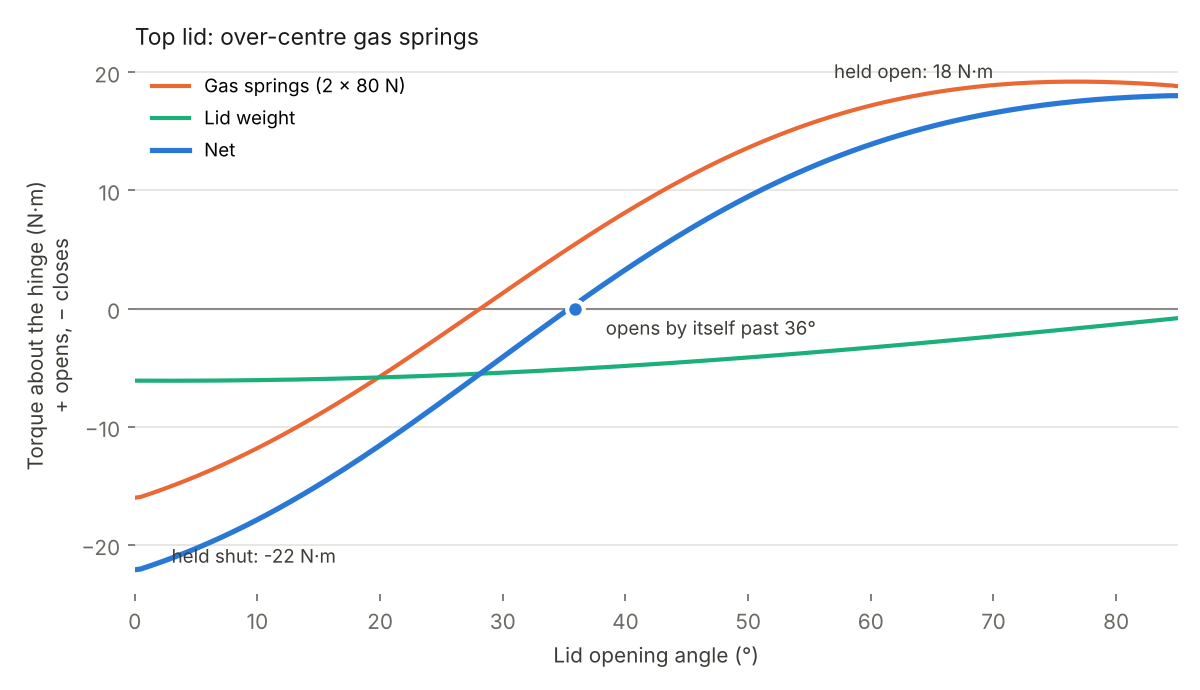 Top lid: over-centre gas springs
Gas springs (2 × 80 N)
Lid weight
Net
held open: 18 N·m
opens by itself past 36°
held shut: -22 N·m
Torque about the hinge (N·m)
+ opens, − closes
20
10
0
−10
−20
0 10 20 30 40 50 60 70 80
Lid opening angle (°)